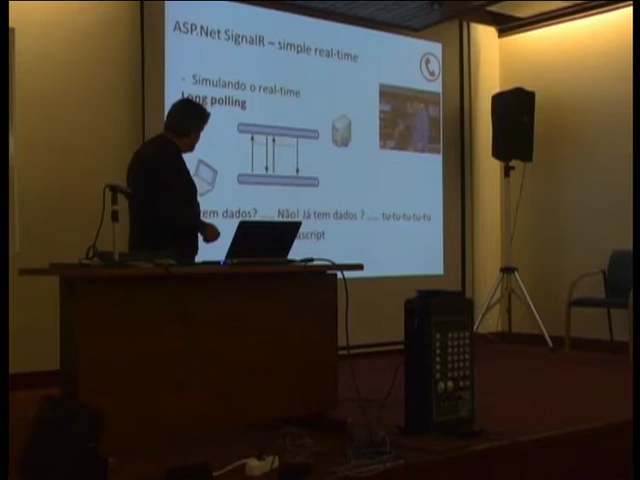 ASP.Net SignalR – simple real-time
- Simulando o real-time
Long polling
tem dados? ..... Não! Já tem dados ? ..... tu-tu-tu-tu-tu
script